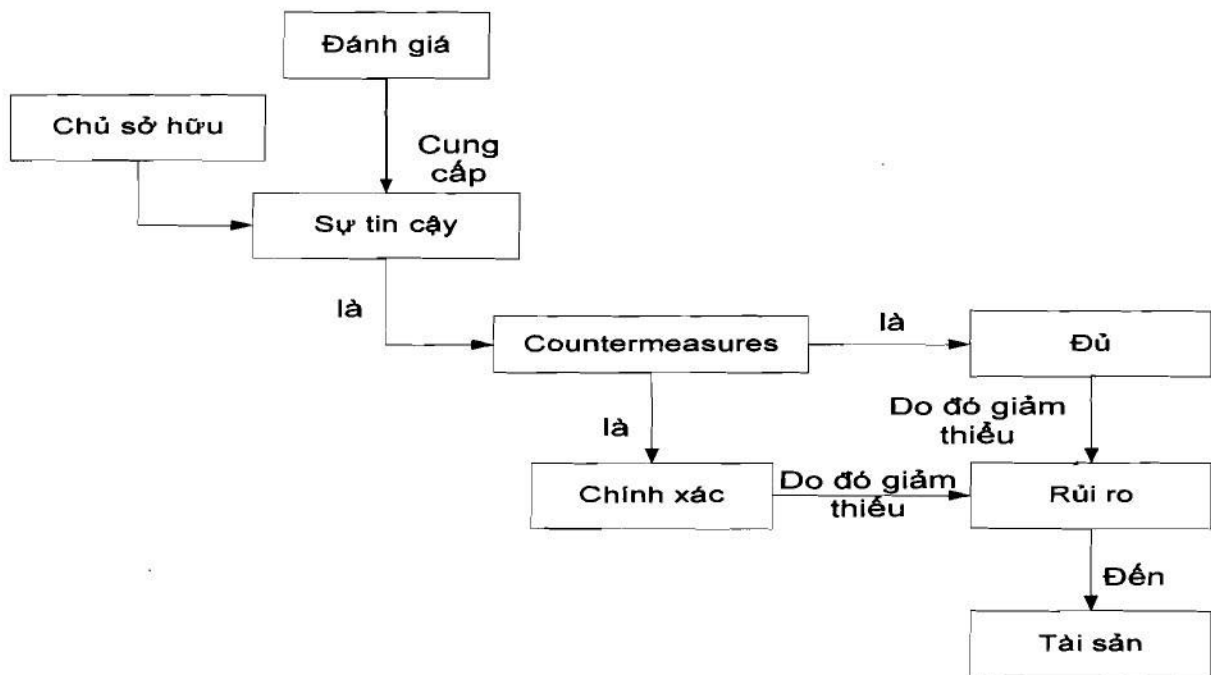 Đánh giá
Chủ sở hữu
Cung
cấp
Sự tin cậy
là
Countermeasures
là
Đủ
Do đó giảm
thiểu
là
Chính xác
Do đó giảm
thiếu
Rủi ro
Đến
Tài sản